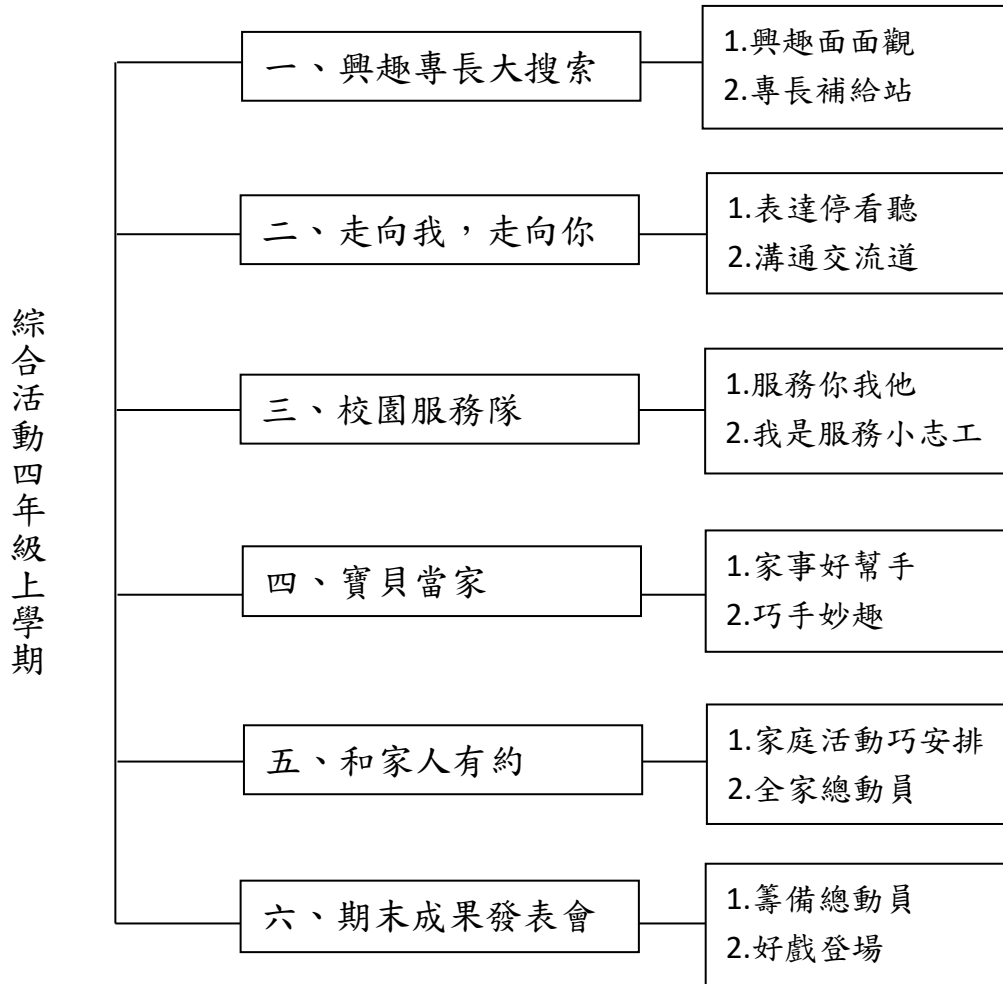 綜合活動四年級上學期
一、興趣專長大搜索
1.興趣面面觀
2.專長補給站
二、走向我，走向你
1.表達停看聽
2.溝通交流道
三、校園服務隊
1.服務你我他
2.我是服務小志工
四、寶貝當家
1.家事好幫手
2.巧手妙趣
五、和家人有約
1.家庭活動巧安排
2.全家總動員
六、期末成果發表會
1.籌備總動員
2.好戲登場